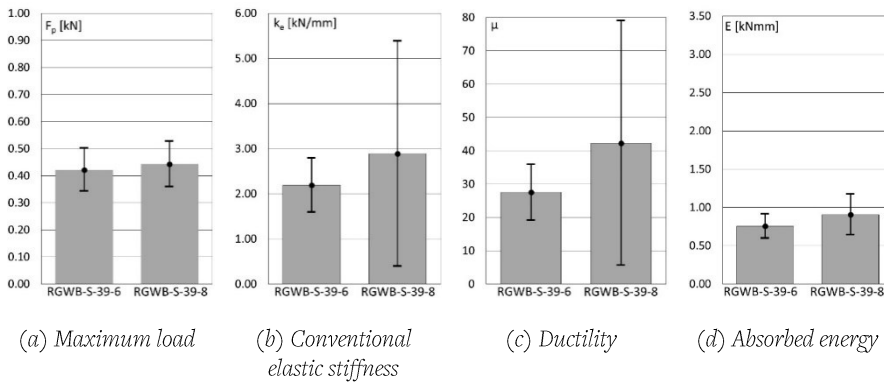 F_p [kN]
1.00
0.90
0.80
0.70
0.60
0.50
0.40
0.30
0.20
0.10
0.00
RGWB-S-39-6 RGWB-S-39-8
(a) Maximum load
k_e [kN/mm]
6.00
5.00
4.00
3.00
2.00
1.00
0.00
RGWB-S-39-6 RGWB-S-39-8
(b) Conventional
elastic stiffness
µ
80
70
60
50
40
30
20
10
0
RGWB-S-39-6 RGWB-S-39-8
(c) Ductility
E [kNmm]
3.50
3.00
2.50
2.00
1.50
1.00
0.50
0.00
RGWB-S-39-6 RGWB-S-39-8
(d) Absorbed energy